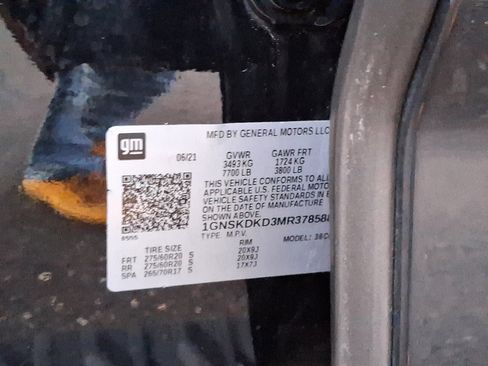 gm
MFD BY GENERAL MOTORS LLC
06/21 GVWR GAWR FRT
3493 KG 1724 KG
7700 LB 3800 LB
THIS VEHICLE CONFORMS TO ALL
APPLICABLE U.S. FEDERAL MOTOR
VEHICLE SAFETY STANDARDS IN E
ON THE DATE OF MANUFACTURE
SHOWN ABOVE.
1GNSKDKD3MR37858
TYPE: M.P.V. MODEL:
TIRE SIZE RIM
FRT 275/60R20 S 20X9J
RR 275/60R20 S 20X9J
SPA 265/70R17 S 17X7J